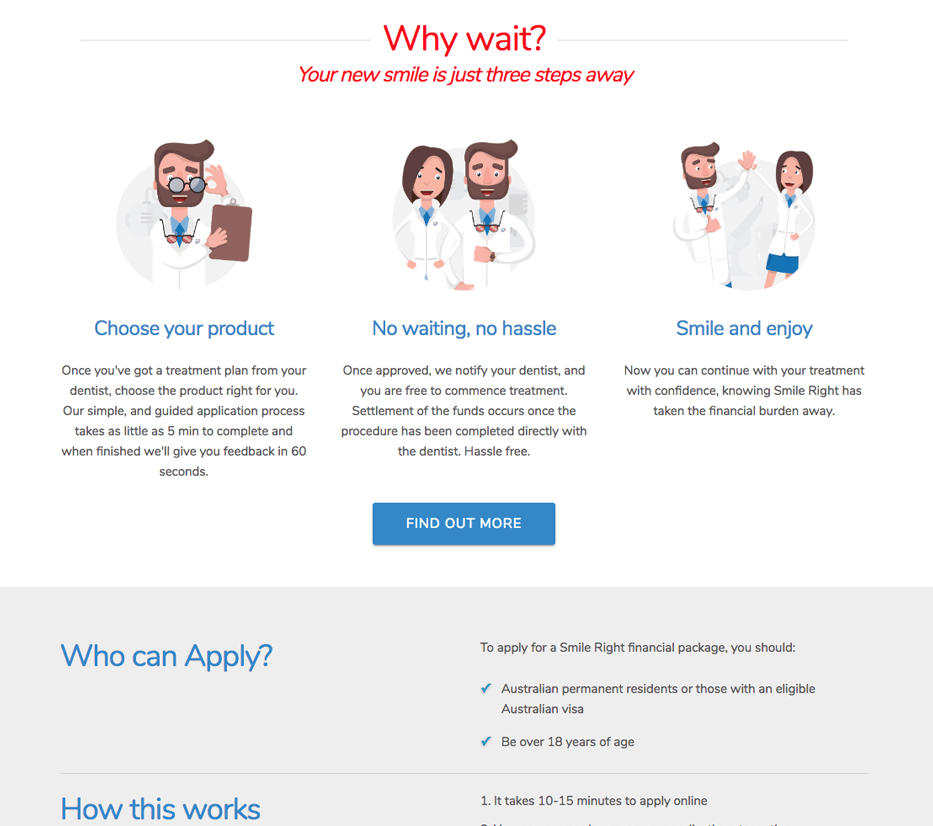 Why wait?
Your new smile is just three steps away
Choose your product
Once you've got a treatment plan from your
dentist, choose the product right for you.
Our simple, and guided application process
takes as little as 5 min to complete and
when finished we'll give you feedback in 60
seconds.
No waiting, no hassle
Once approved, we notify your dentist, and
you are free to commence treatment.
Settlement of the funds occurs once the
procedure has been completed directly with
the dentist. Hassle free.
Smile and enjoy
Now you can continue with your treatment
with confidence, knowing Smile Right has
taken the financial burden away.
FIND OUT MORE
Who can Apply?
To apply for a Smile Right financial package, you should:
✔ Australian permanent residents or those with an eligible
Australian visa
✔ Be over 18 years of age
How this works
1. It takes 10-15 minutes to apply online